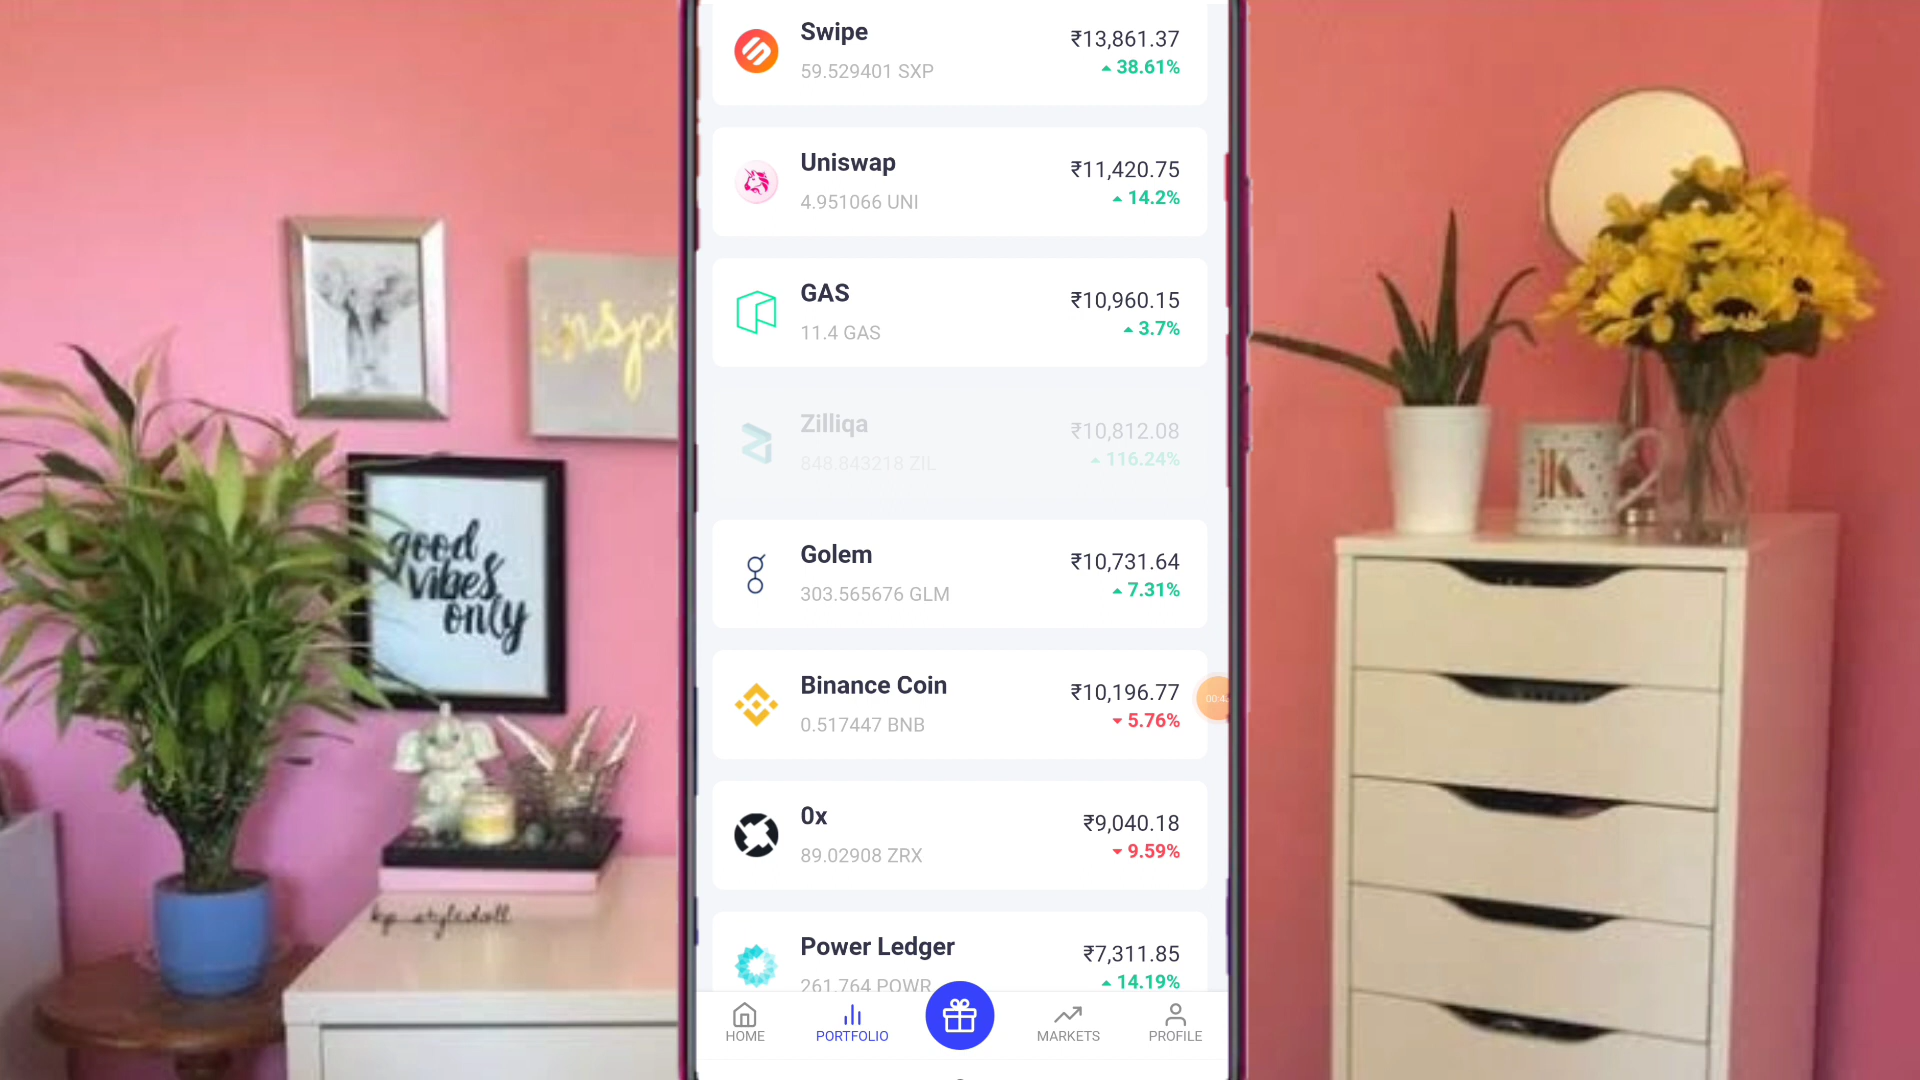 Swipe
₹13,861.37
59.529401 SXP
38.61%
Uniswap
₹11,420.75
4.951066 UNI
14.2%
GAS
₹10,960.15
11.4 GAS
3.7%
Zilliqa
₹10,812.08
848.843218 ZIL
116.24%
Golem
₹10,731.64
303.565676 GLM
7.31%
Binance Coin
₹10,196.77
0.517447 BNB
5.76%
0x
₹9,040.18
89.02908 ZRX
9.59%
Power Ledger
₹7,311.85
261.764 POWR
14.19%
HOME
PORTFOLIO
MARKETS
PROFILE
good
vibes
only
K
kp_styledoll